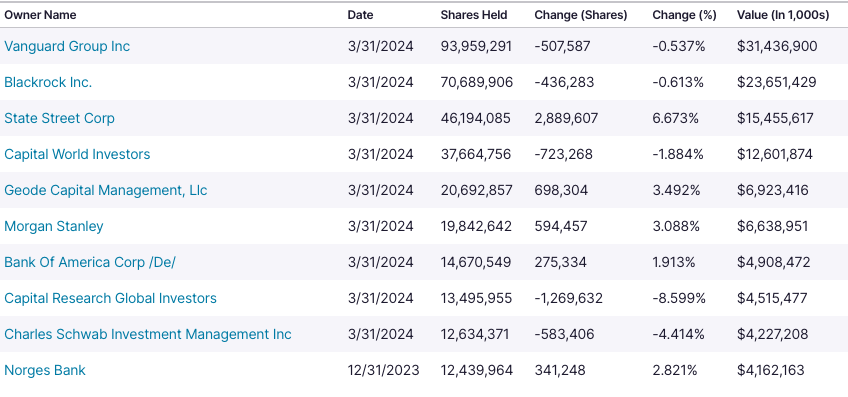 Owner Name Date Shares Held Change (Shares) Change (%) Value (In 1,000s)
Vanguard Group Inc 3/31/2024 93,959,291 -507,587 -0.537% $31,436,900
Blackrock Inc. 3/31/2024 70,689,906 -436,283 -0.613% $23,651,429
State Street Corp 3/31/2024 46,194,085 2,889,607 6.673% $15,455,617
Capital World Investors 3/31/2024 37,664,756 -723,268 -1.884% $12,601,874
Geode Capital Management, Llc 3/31/2024 20,692,857 698,304 3.492% $6,923,416
Morgan Stanley 3/31/2024 19,842,642 594,457 3.088% $6,638,951
Bank Of America Corp /De/ 3/31/2024 14,670,549 275,334 1.913% $4,908,472
Capital Research Global Investors 3/31/2024 13,495,955 -1,269,632 -8.599% $4,515,477
Charles Schwab Investment Management Inc 3/31/2024 12,634,371 -583,406 -4.414% $4,227,208
Norges Bank 12/31/2023 12,439,964 341,248 2.821% $4,162,163